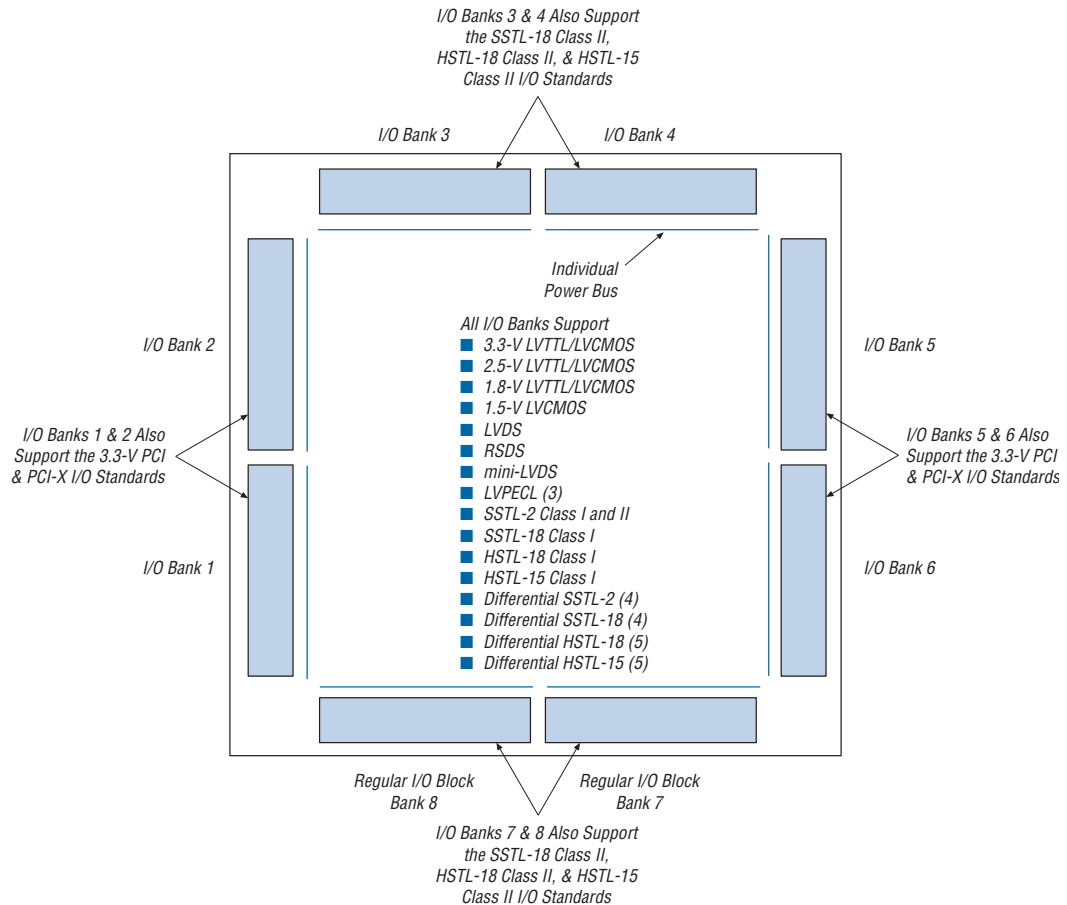 I/O Banks 3 & 4 Also Support
the SSTL-18 Class II,
HSTL-18 Class II, & HSTL-15
Class II I/O Standards
I/O Bank 3
I/O Bank 4
Individual
Power Bus
All I/O Banks Support
3.3-V LVTTL/LVCMOS
2.5-V LVTTL/LVCMOS
1.8-V LVTTL/LVCMOS
1.5-V LVCMOS
LVDS
RSDS
mini-LVDS
LVPECL (3)
SSTL-2 Class I and II
SSTL-18 Class I
HSTL-18 Class I
HSTL-15 Class I
Differential SSTL-2 (4)
Differential SSTL-18 (4)
Differential HSTL-18 (5)
Differential HSTL-15 (5)
I/O Bank 2
I/O Banks 1 & 2 Also
Support the 3.3-V PCI
& PCI-X I/O Standards
I/O Bank 1
I/O Bank 5
I/O Banks 5 & 6 Also
Support the 3.3-V PCI
& PCI-X I/O Standards
I/O Bank 6
Regular I/O Block
Bank 8
Regular I/O Block
Bank 7
I/O Banks 7 & 8 Also Support
the SSTL-18 Class II,
HSTL-18 Class II, & HSTL-15
Class II I/O Standards